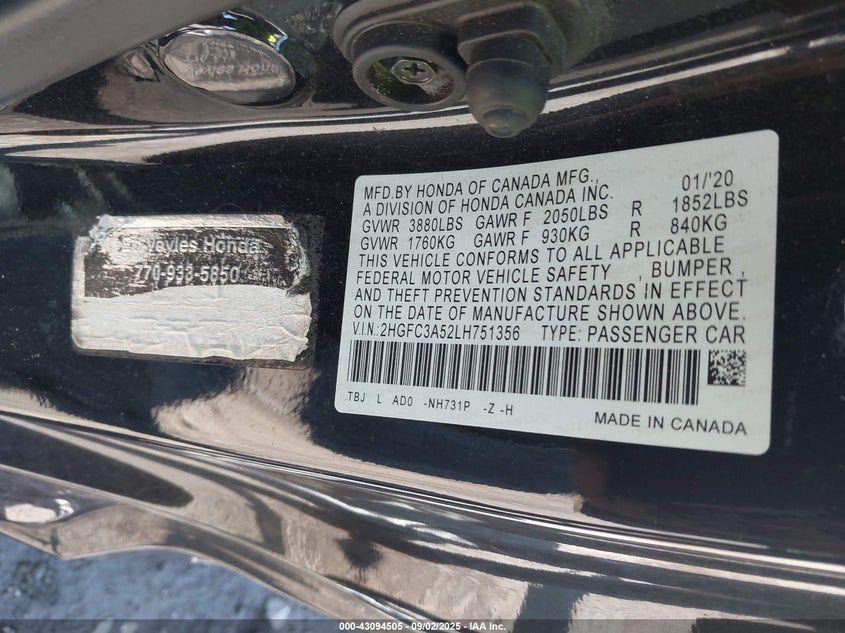 MFD.BY HONDA OF CANADA MFG., 01/'20
A DIVISION OF HONDA CANADA INC.
GVWR 3880LBS GAWR F 2050LBS R 1852LBS
GVWR 1760KG GAWR F 930KG R 840KG
THIS VEHICLE CONFORMS TO ALL APPLICABLE
FEDERAL MOTOR VEHICLE SAFETY , BUMPER ,
AND THEFT PREVENTION STANDARDS IN EFFECT
ON THE DATE OF MANUFACTURE SHOWN ABOVE.
V.I.N.:2HGFC3A52LH751356 TYPE: PASSENGER CAR
TBJ L AD0 -NH731P -Z -H
MADE IN CANADA
Ed Voyles Honda
770-933-5850
000-43094505 - 09/02/2025 - IAA Inc.